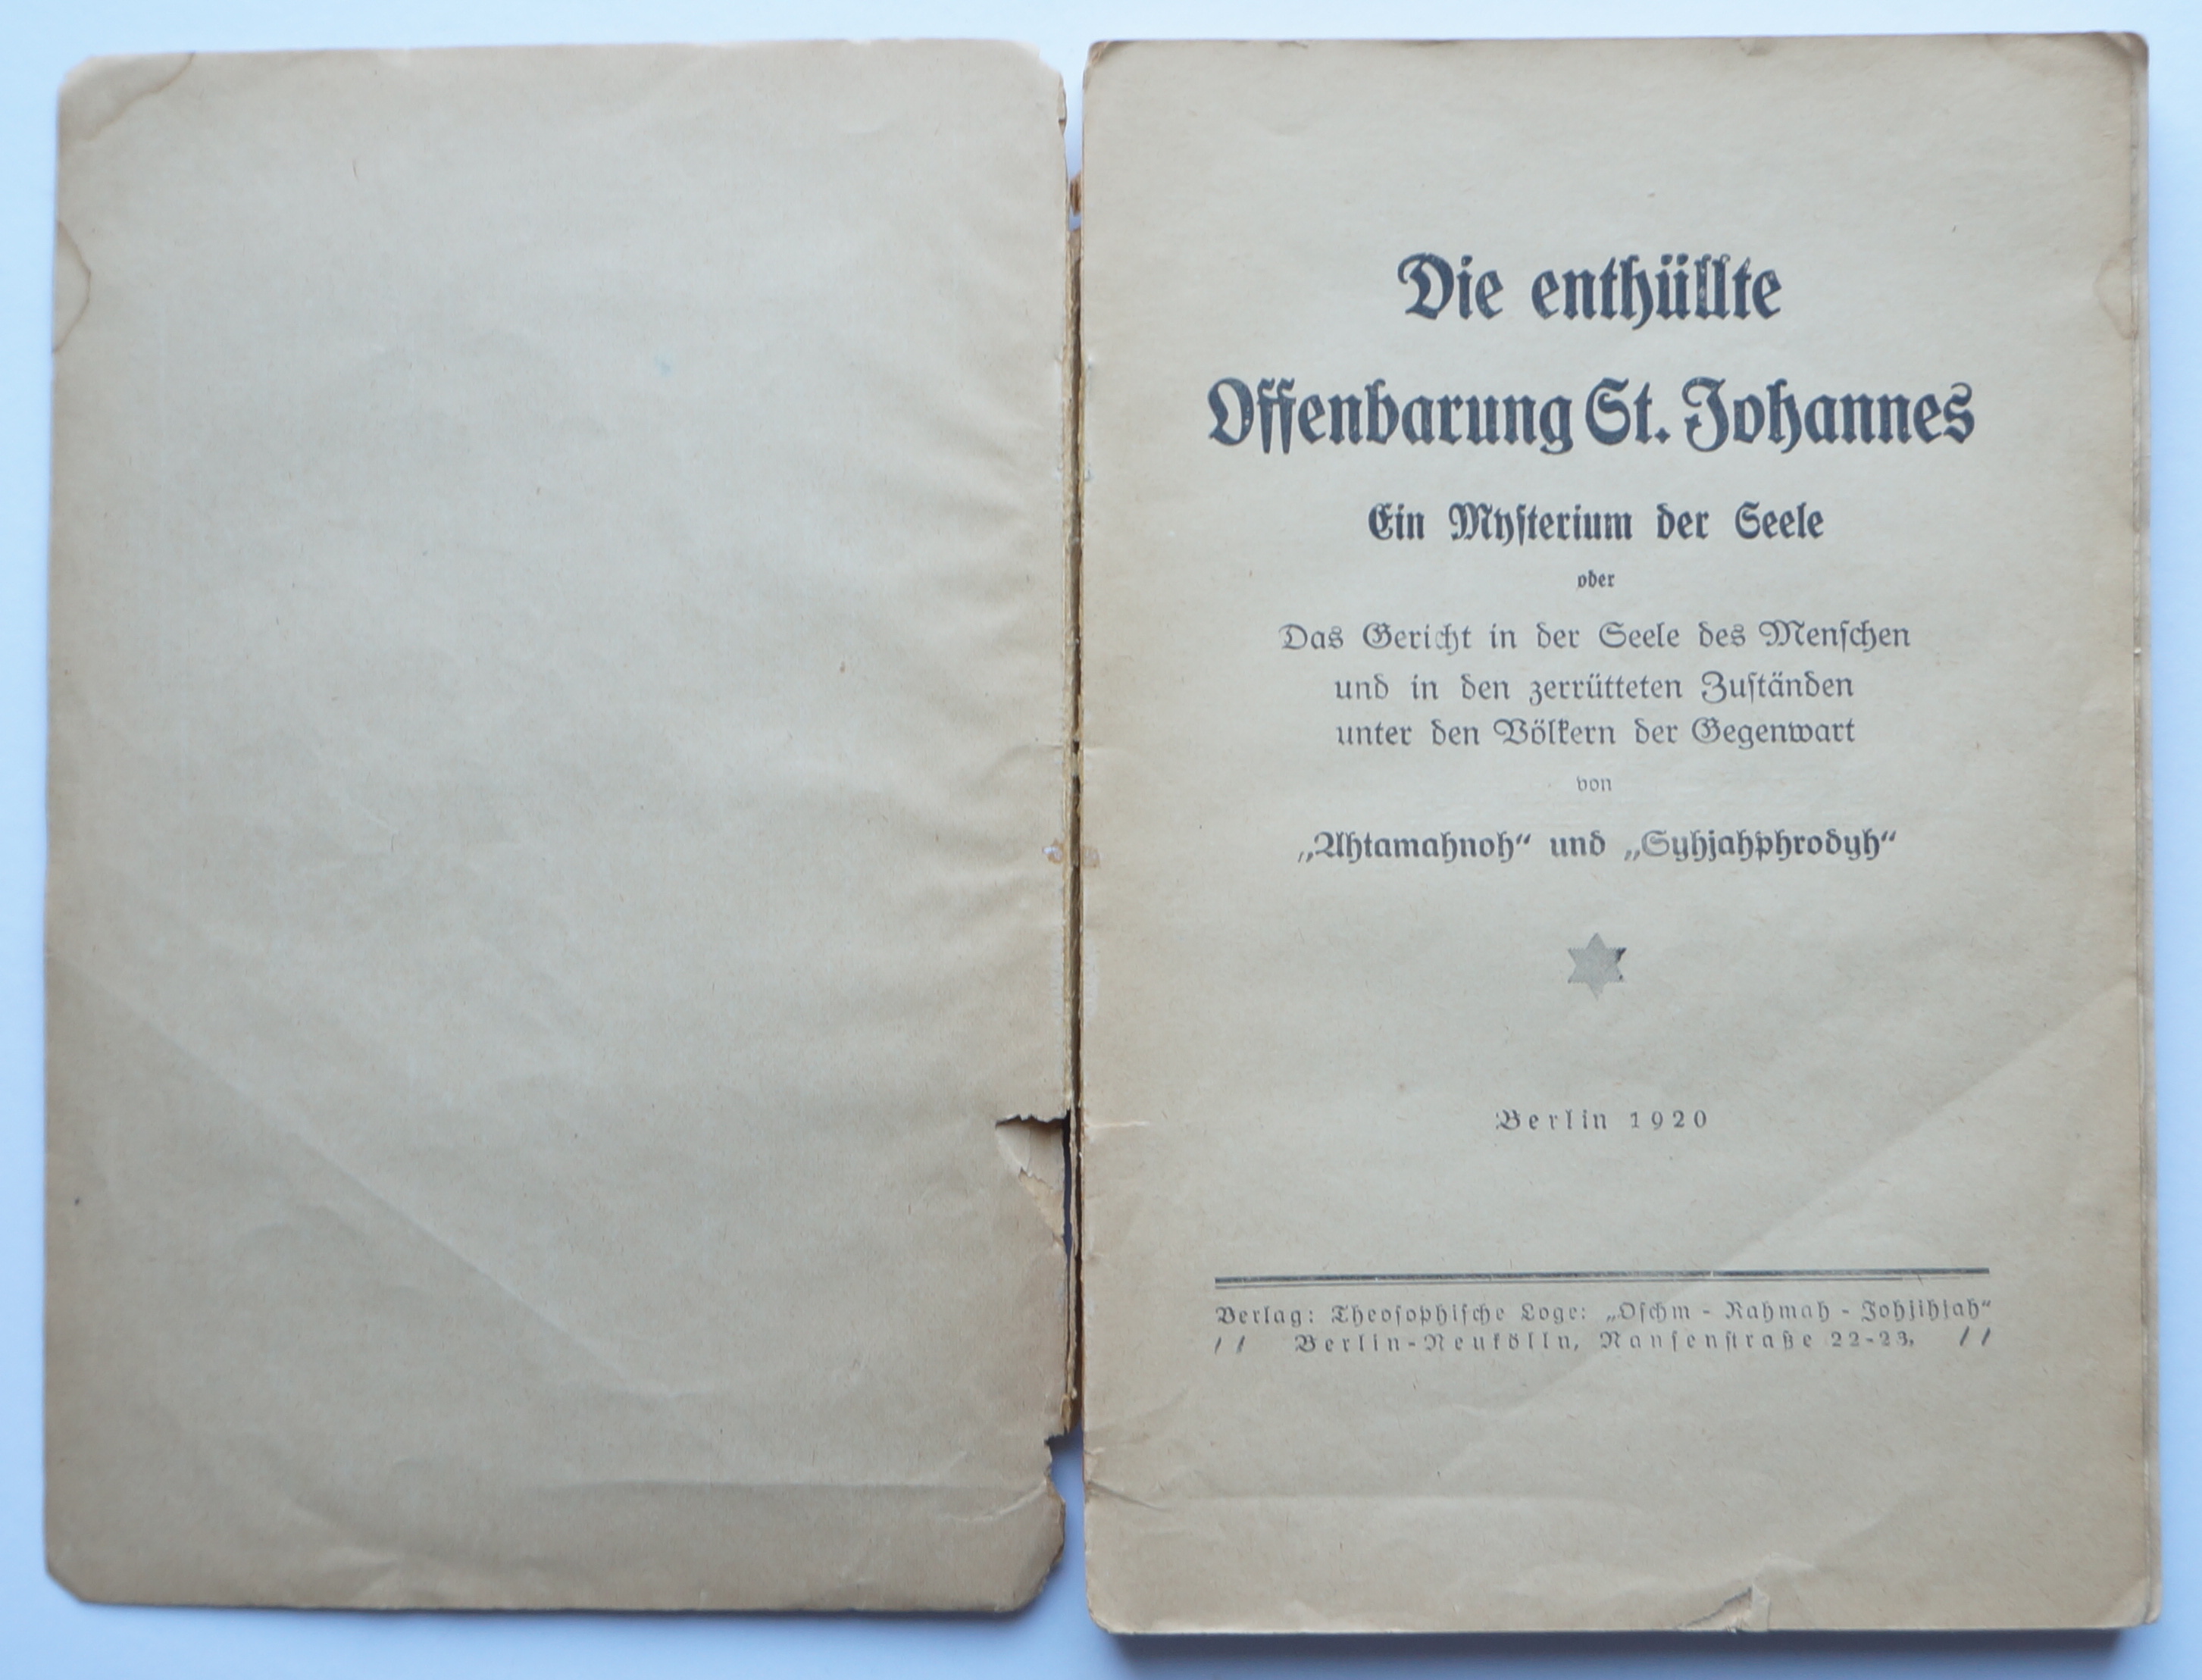 Die enthüllte
Offenbarung St. Johannes
Ein Mysterium der Seele
oder
Das Gericht in der Seele des Menschen
und in den zerrütteten Zuständen
unter den Völkern der Gegenwart
von
„Ahtamahnoh“ und „Syhjahphrodyh“
Berlin 1920
Verlag: Theosophische Loge: „Oschm - Rahmah - Johjihjah“
// Berlin-Neukölln, Nansenstraße 22-23, //